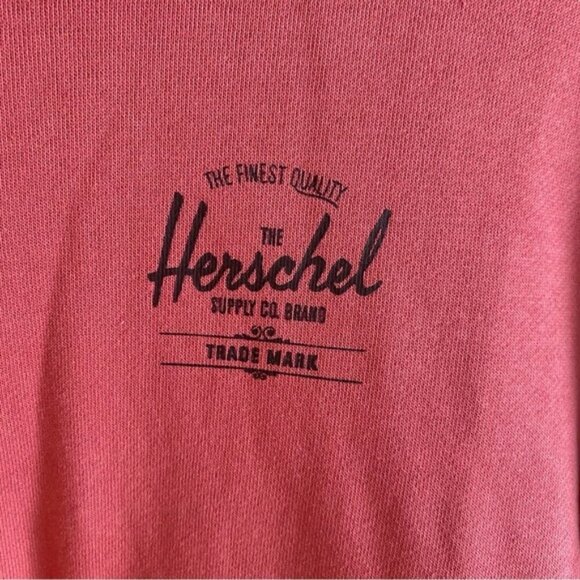 THE FINEST QUALITY
THE
Herschel
SUPPLY CO. BRAND
TRADE MARK